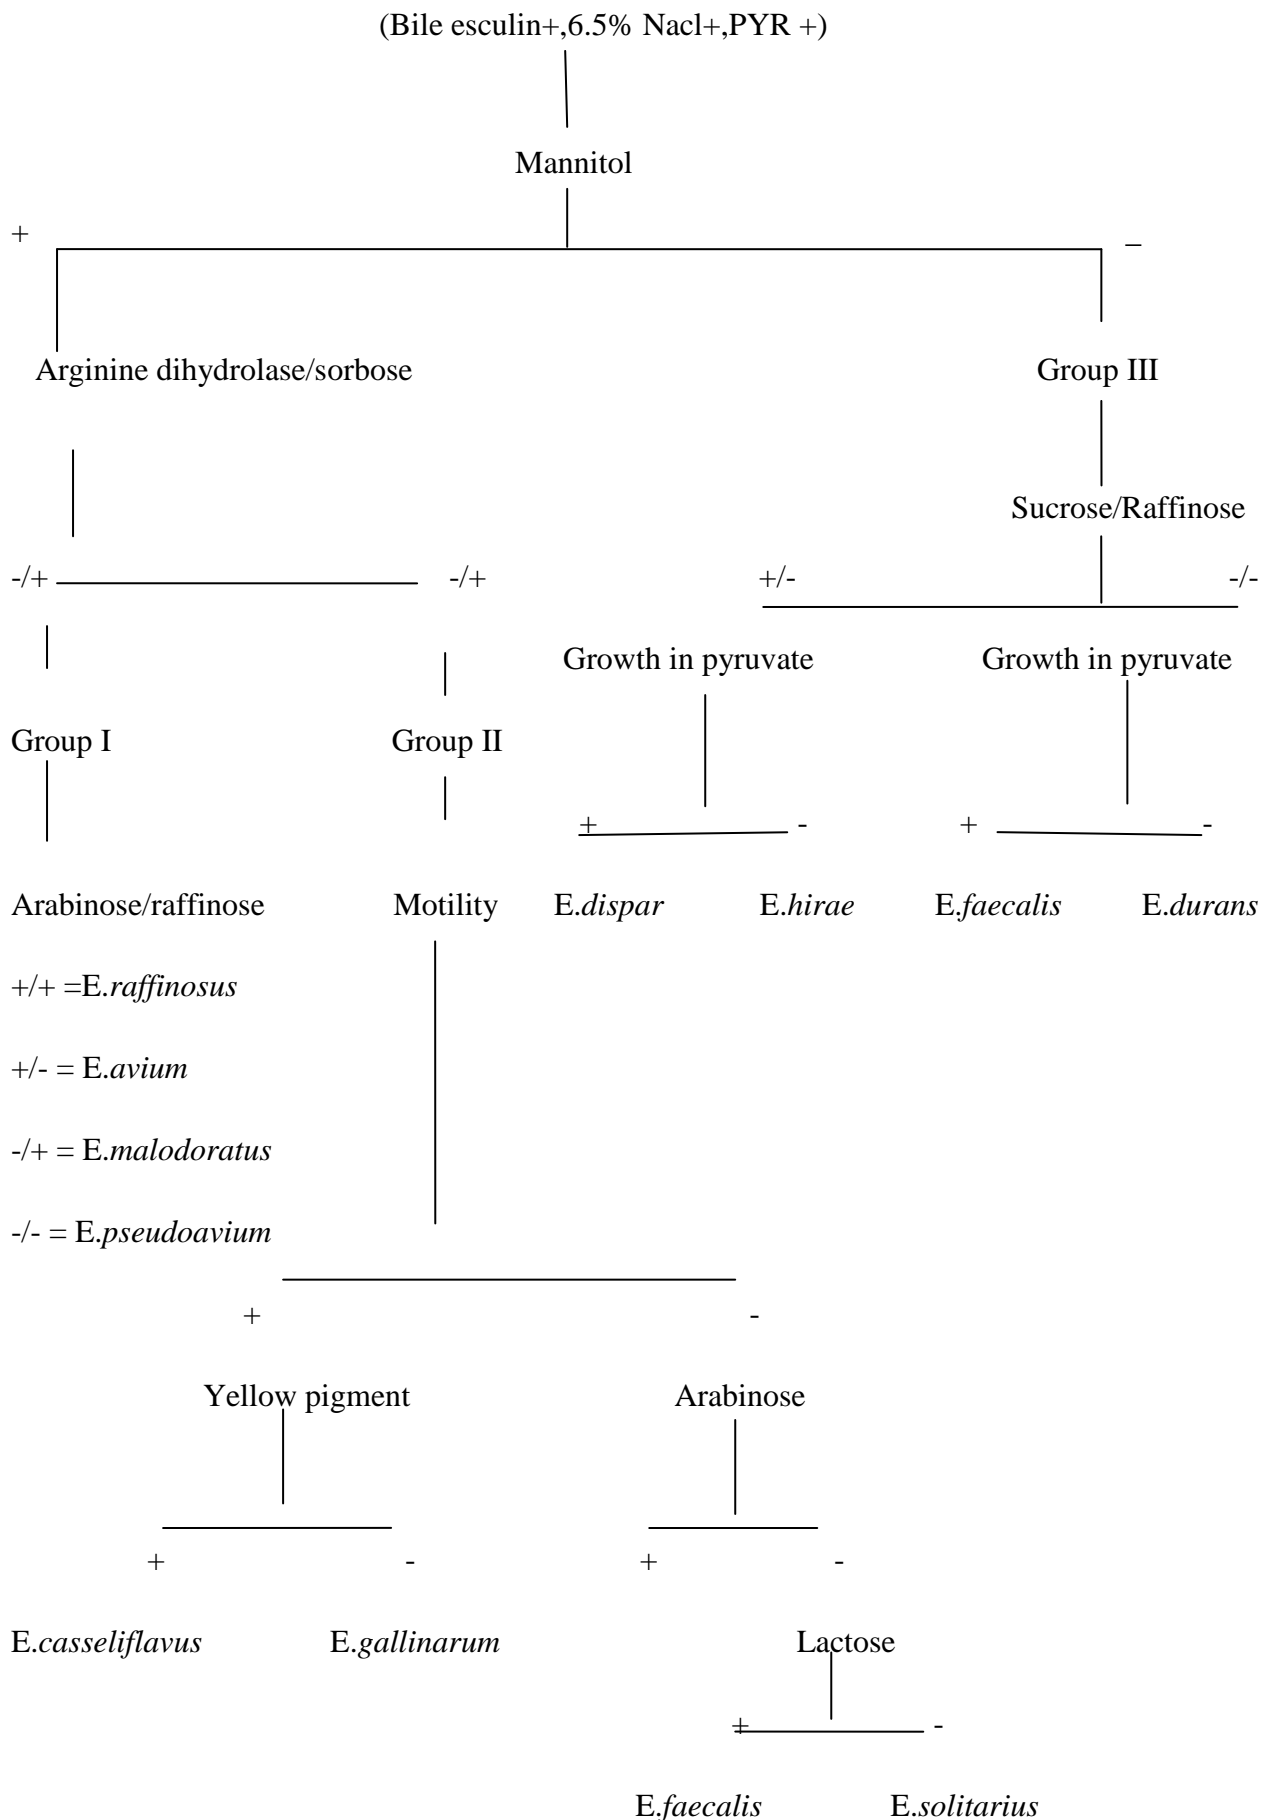 (Bile esculin+,6.5% Nacl+,PYR +)
Mannitol
+ –
Arginine dihydrolase/sorbose Group III
Sucrose/Raffinose
-/+ -/+ +/- -/-
Growth in pyruvate Growth in pyruvate
Group I Group II
+ - + -
Arabinose/raffinose Motility E.dispar E.hirae E.faecalis E.durans
+/+ =E.raffinosus
+/- = E.avium
-/+ = E.malodoratus
-/- = E.pseudoavium
+ -
Yellow pigment Arabinose
+ - + -
E.casseliflavus E.gallinarum Lactose
+ -
E.faecalis E.solitarius